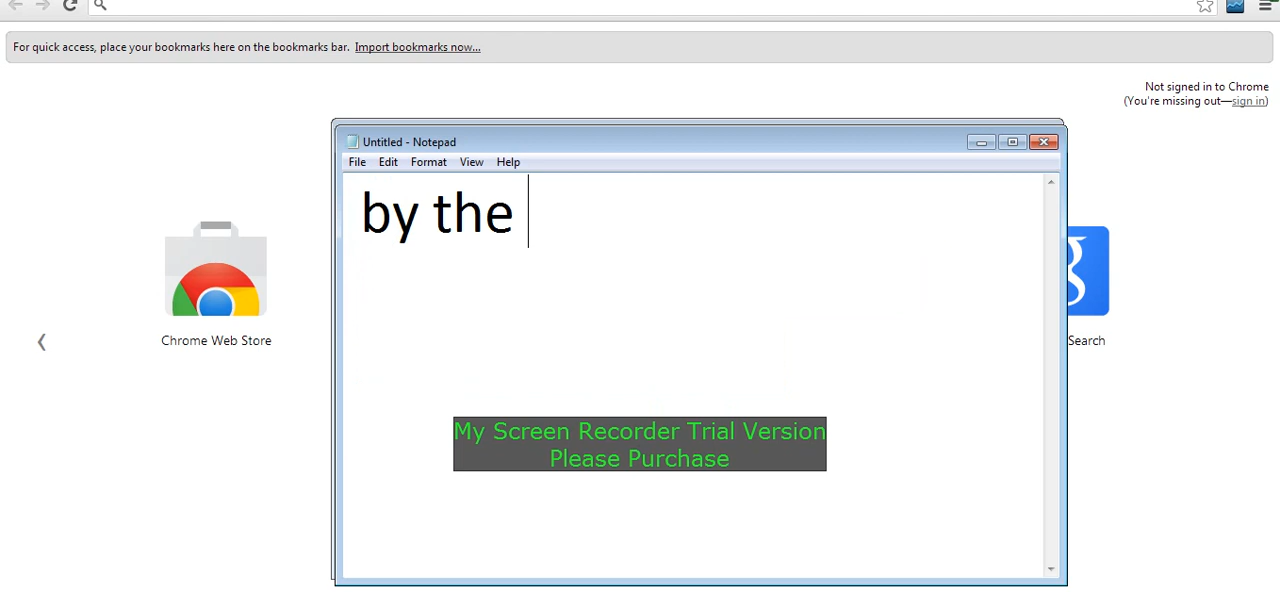 For quick access, place your bookmarks here on the bookmarks bar. Import bookmarks now...
Not signed in to Chrome
(You're missing out—sign in)
Untitled - Notepad
File Edit Format View Help
by the
Chrome Web Store
Search
My Screen Recorder Trial Version
Please Purchase